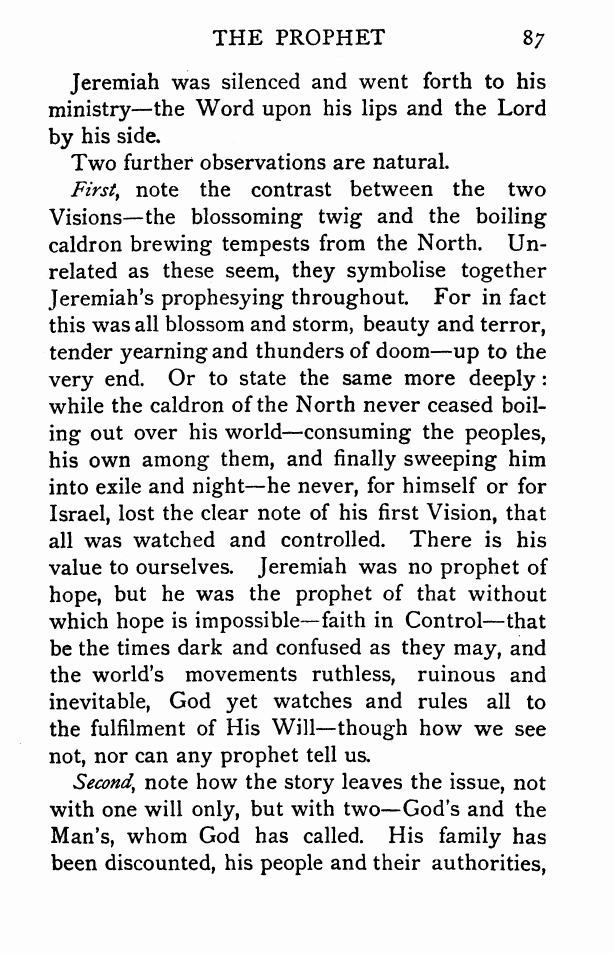 THE PROPHET 87
Jeremiah was silenced and went forth to his
ministry—the Word upon his lips and the Lord
by his side.
Two further observations are natural.
First, note the contrast between the two
Visions—the blossoming twig and the boiling
caldron brewing tempests from the North. Un-
related as these seem, they symbolise together
Jeremiah's prophesying throughout. For in fact
this was all blossom and storm, beauty and terror,
tender yearning and thunders of doom—up to the
very end. Or to state the same more deeply:
while the caldron of the North never ceased boil-
ing out over his world—consuming the peoples,
his own among them, and finally sweeping him
into exile and night—he never, for himself or for
Israel, lost the clear note of his first Vision, that
all was watched and controlled. There is his
value to ourselves. Jeremiah was no prophet of
hope, but he was the prophet of that without
which hope is impossible—faith in Control—that
be the times dark and confused as they may, and
the world's movements ruthless, ruinous and
inevitable, God yet watches and rules all to
the fulfilment of His Will—though how we see
not, nor can any prophet tell us.
Second, note how the story leaves the issue, not
with one will only, but with two—God's and the
Man's, whom God has called. His family has
been discounted, his people and their authorities,